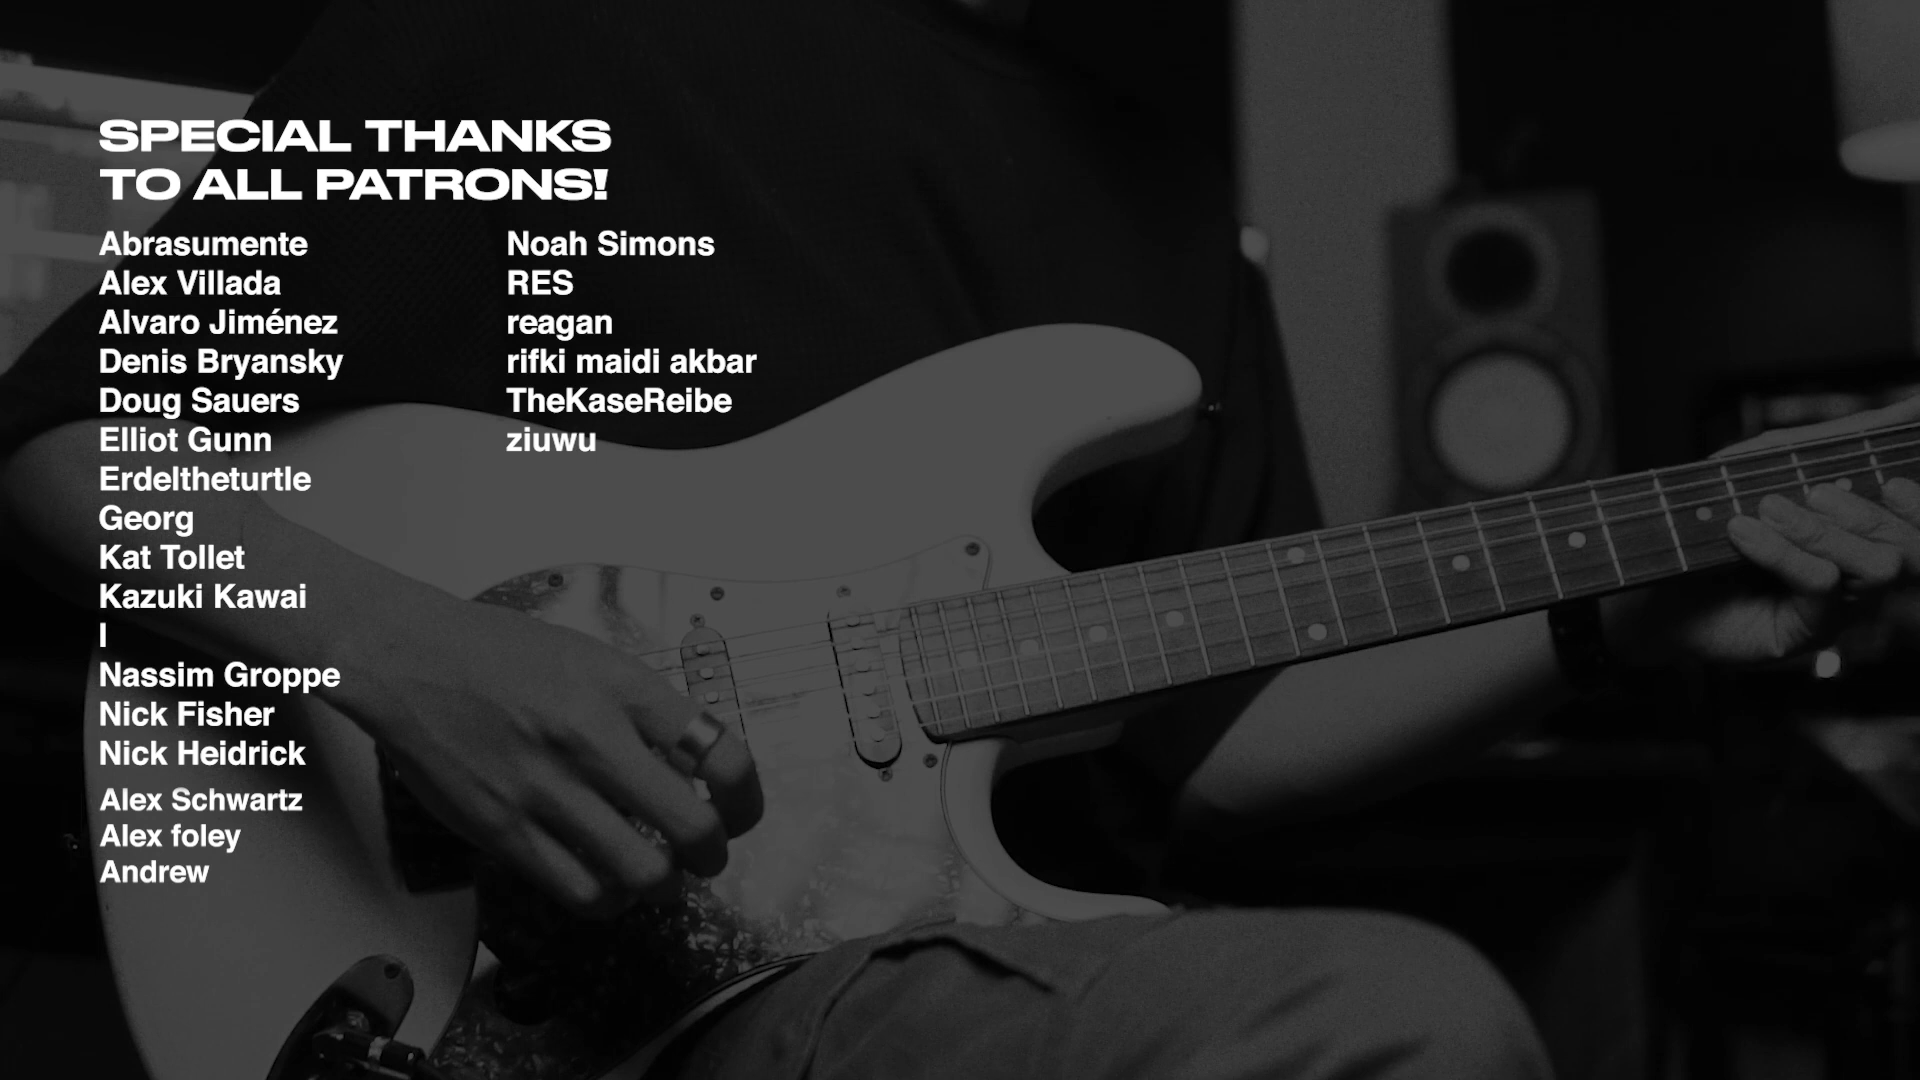 SPECIAL THANKS
TO ALL PATRONS!
Abrasumente
Alex Villada
Alvaro Jiménez
Denis Bryansky
Doug Sauers
Elliot Gunn
Erdeltheturtle
Georg
Kat Tollet
Kazuki Kawai
l
Nassim Groppe
Nick Fisher
Nick Heidrick
Alex Schwartz
Alex foley
Andrew
Noah Simons
RES
reagan
rifki maidi akbar
TheKaseReibe
ziuwu